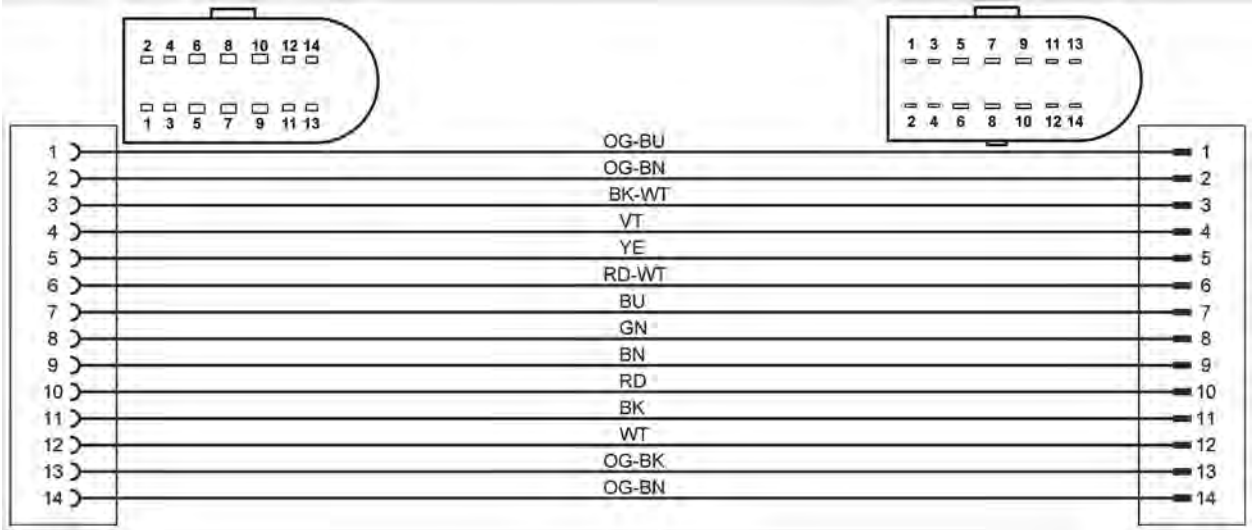 2 4 6 8 10 12 14
1 3 5 7 9 11 13
1 3 5 7 9 11 13
2 4 6 8 10 12 14
1 OG-BU 1
2 OG-BN 2
3 BK-WT 3
4 VT 4
5 YE 5
6 RD-WT 6
7 BU 7
8 GN 8
9 BN 9
10 RD 10
11 BK 11
12 WT 12
13 OG-BK 13
14 OG-BN 14